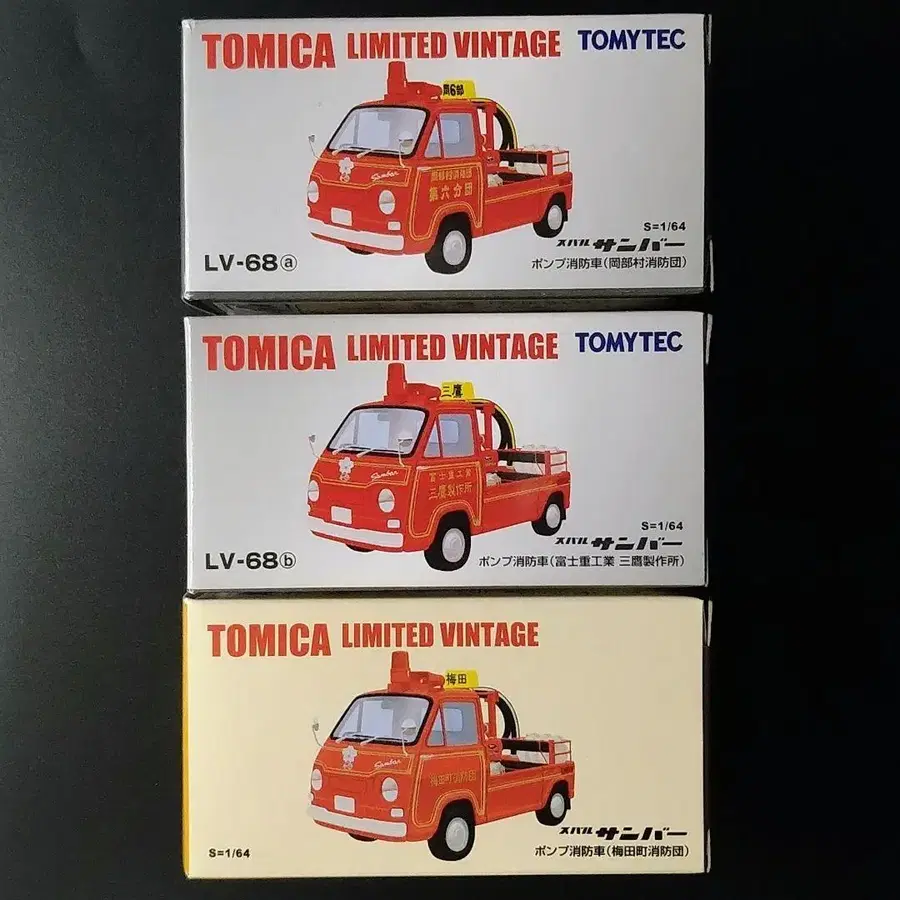 TOMICA LIMITED VINTAGE TOMYTEC
岡6部
Sambar
岡部村消防団
第六分団
S=1/64
スバル サンバー
LV-68ⓐ ポンプ消防車(岡部村消防団)
TOMICA LIMITED VINTAGE TOMYTEC
三鷹
Sambar
富士重工業
三鷹製作所
S=1/64
スバル サンバー
LV-68ⓑ ポンプ消防車(富士重工業 三鷹製作所)
TOMICA LIMITED VINTAGE
梅田
Sambar
梅田町消防団
スバル サンバー
S=1/64 ポンプ消防車(梅田町消防団)